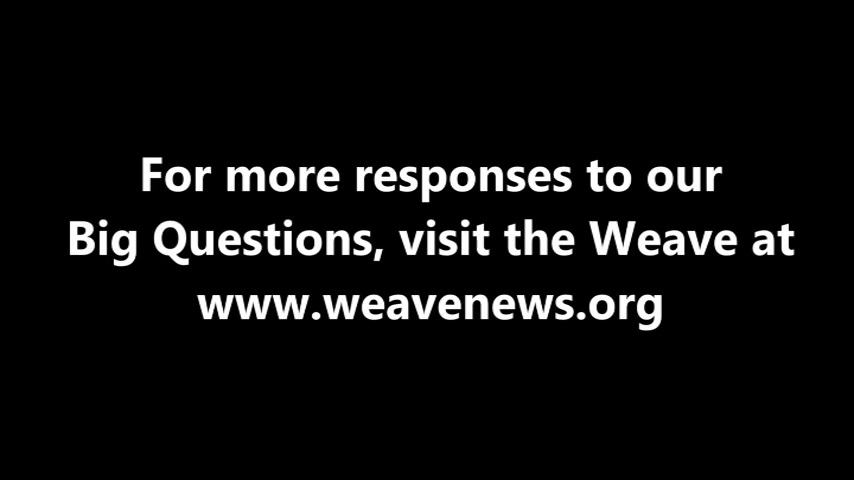 For more responses to our
Big Questions, visit the Weave at
www.weavenews.org